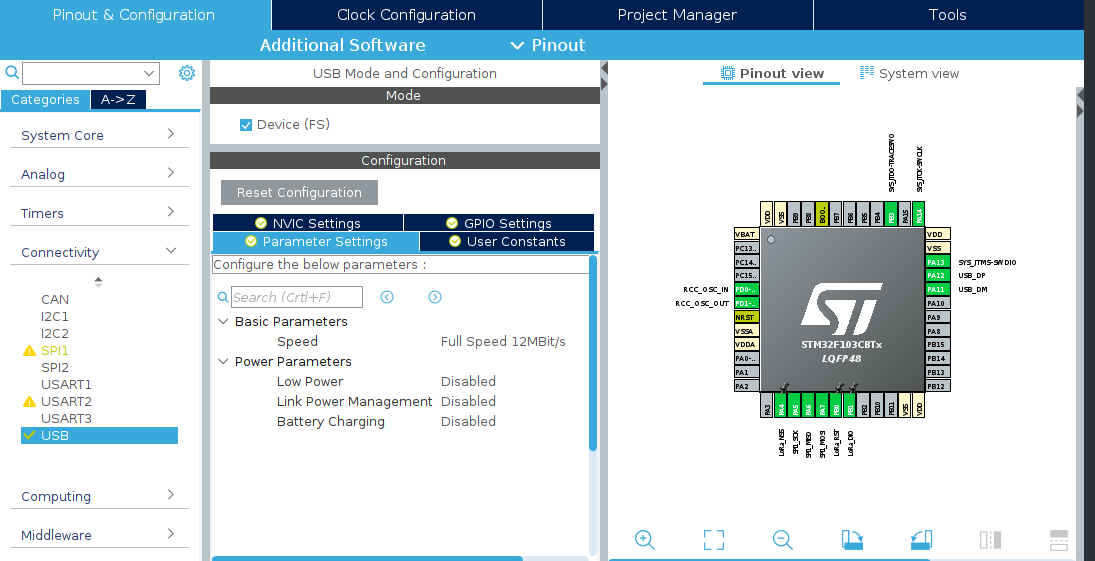 Pinout & Configuration
Clock Configuration
Project Manager
Tools
Additional Software
Pinout
Categories
A->Z
System Core
Analog
Timers
Connectivity
CAN
I2C1
I2C2
SPI1
SPI2
USART1
USART2
USART3
USB
Computing
Middleware
USB Mode and Configuration
Mode
Device (FS)
Configuration
Reset Configuration
NVIC Settings
GPIO Settings
Parameter Settings
User Constants
Configure the below parameters :
Search (Crtl+F)
Basic Parameters
Speed Full Speed 12MBit/s
Power Parameters
Low Power Disabled
Link Power Management Disabled
Battery Charging Disabled
Pinout view
System view
SYS_JTDO-TRACESWO
SYS_JTCK-SWCLK
VDD
VSS
PB9
PB8
BOO..
PB7
PB6
PB5
PB4
PB3
PA15
PA14
VBAT
PC13..
PC14..
PC15..
RCC_OSC_IN PD0-..
RCC_OSC_OUT PD1-..
NRST
VSSA
VDDA
PA0-..
PA1
PA2
VDD
VSS
PA13 SYS_JTMS-SWDIO
PA12 USB_DP
PA11 USB_DM
PA10
PA9
PA8
PB15
PB14
PB13
PB12
STM32F103CBTx
LQFP48
PA3
PA4
PA5
PA6
PA7
PB0
PB1
PB2
PB10
PB11
VSS
VDD
LoRa_NSS
SPI1_SCK
SPI1_MISO
SPI1_MOSI
LoRa_RST
LoRa_DIO